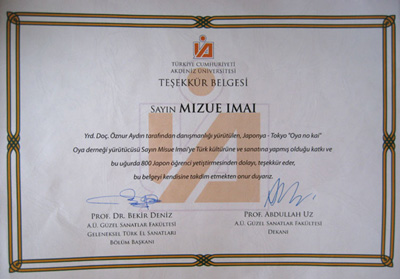 TÜRKİYE CUMHURİYETİ
AKDENİZ ÜNİVERSİTESİ
TEŞEKKÜR BELGESİ
SAYIN MIZUE IMAI
Yrd. Doç. Öznur Aydın tarafından danışmanlığı yürütülen, Japonya - Tokyo "Oya no kai"
Oya derneği yürütücüsü Sayın Misue Imai'ye Türk kültürüne ve sanatına yapmış olduğu katkı ve
bu uğurda 800 Japon öğrenci yetiştirmesinden dolayı, teşekkür eder,
bu belgeyi kendisine takdim etmekten onur duyarız.
PROF. DR. BEKİR DENİZ
A.Ü. GÜZEL SANATLAR FAKÜLTESİ
GELENEKSEL TÜRK EL SANATLARI
BÖLÜM BAŞKANI
PROF. ABDULLAH UZ
A.Ü. GÜZEL SANATLAR FAKÜLTESİ
DEKANI